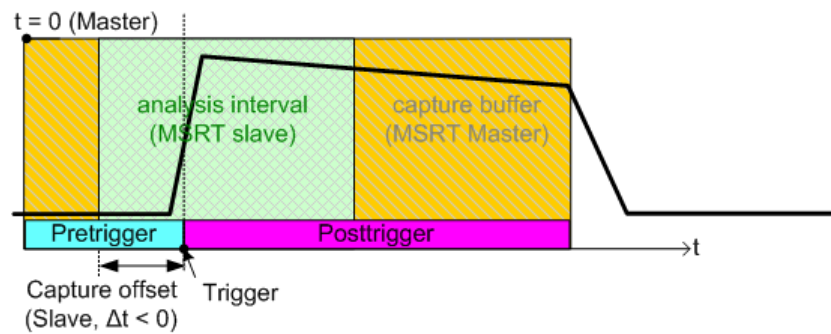 t = 0 (Master)
analysis interval
(MSRT slave)
capture buffer
(MSRT Master)
Pretrigger
Posttrigger
t
Capture offset
(Slave, Δt < 0)
Trigger